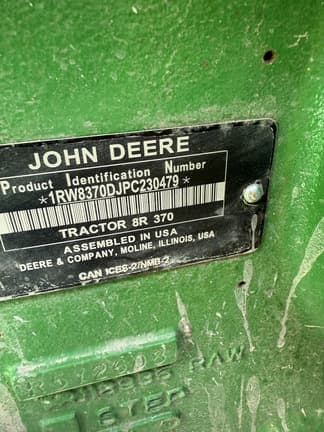 JOHN DEERE
Product Identification Number
*1RW8370DJPC230479*
TRACTOR 8R 370
ASSEMBLED IN USA
DEERE & COMPANY, MOLINE, ILLINOIS, USA
CAN ICES-2/NMB-2
RAW